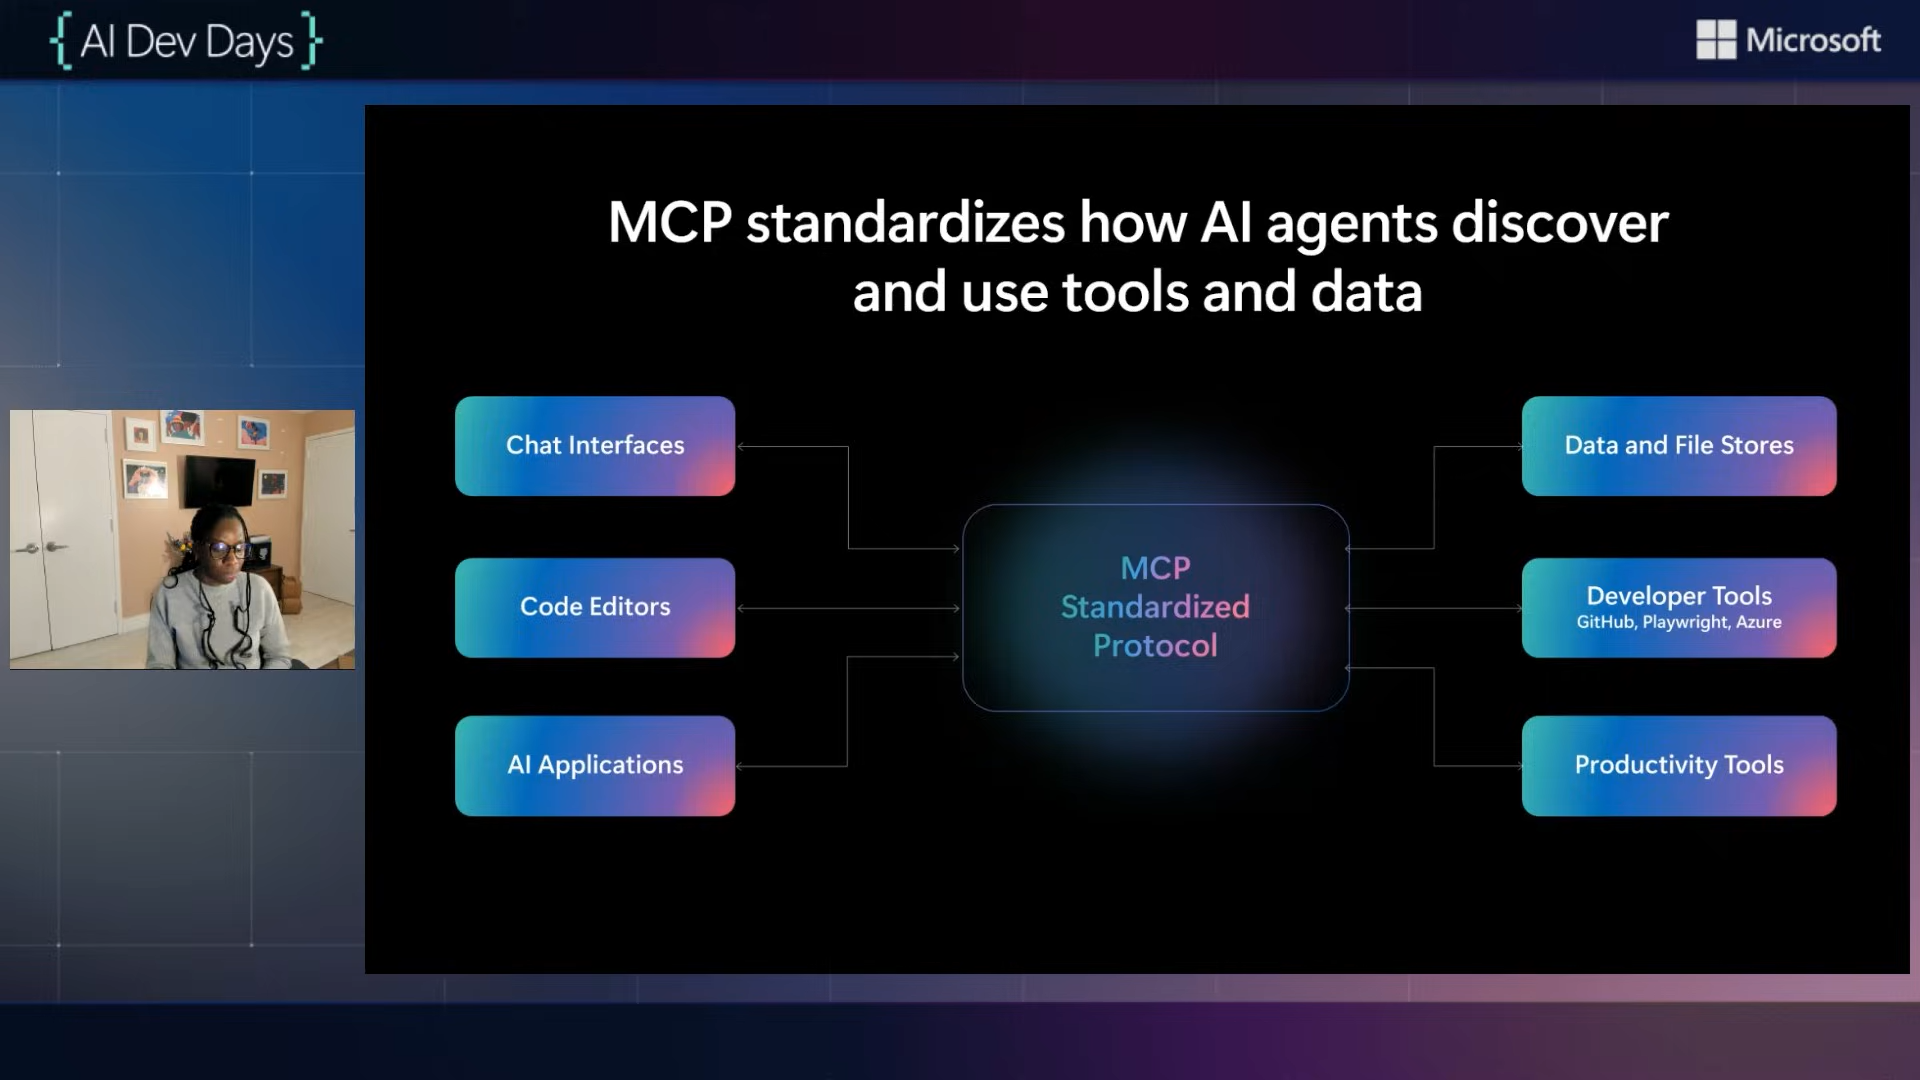 { AI Dev Days }
Microsoft
MCP standardizes how AI agents discover
and use tools and data
Chat Interfaces
Code Editors
AI Applications
MCP
Standardized
Protocol
Data and File Stores
Developer Tools
GitHub, Playwright, Azure
Productivity Tools